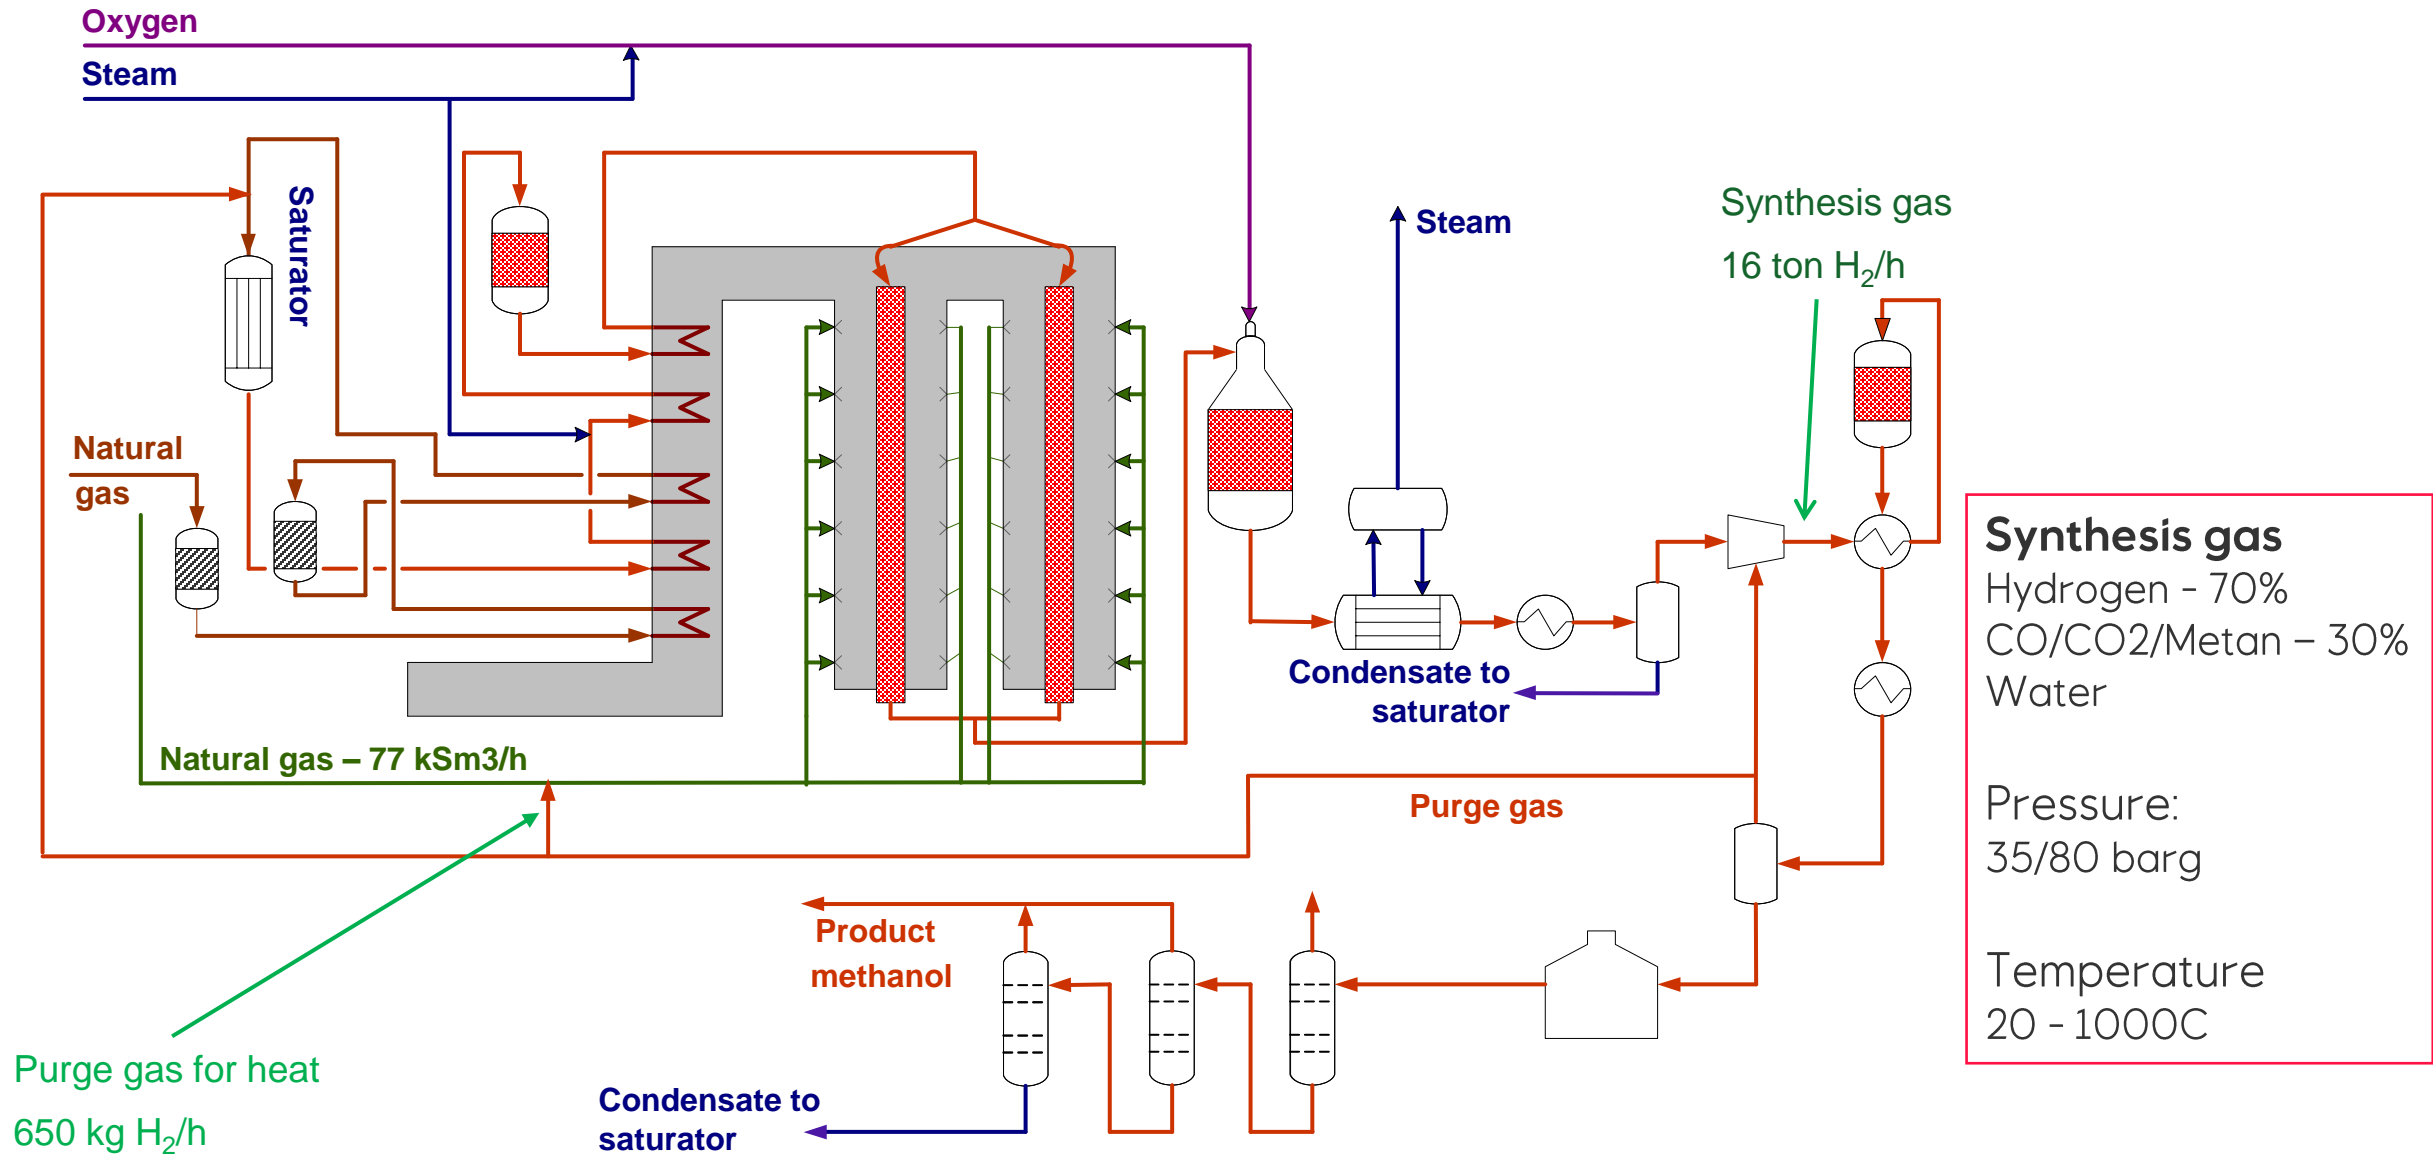 Oxygen
Steam
Saturator
Natural
gas
Natural gas – 77 kSm3/h
Steam
Synthesis gas
16 ton H₂/h
Condensate to
saturator
Purge gas
Product
methanol
Condensate to
saturator
Purge gas for heat
650 kg H₂/h
Synthesis gas
Hydrogen - 70%
CO/CO2/Metan – 30%
Water
Pressure:
35/80 barg
Temperature
20 - 1000C